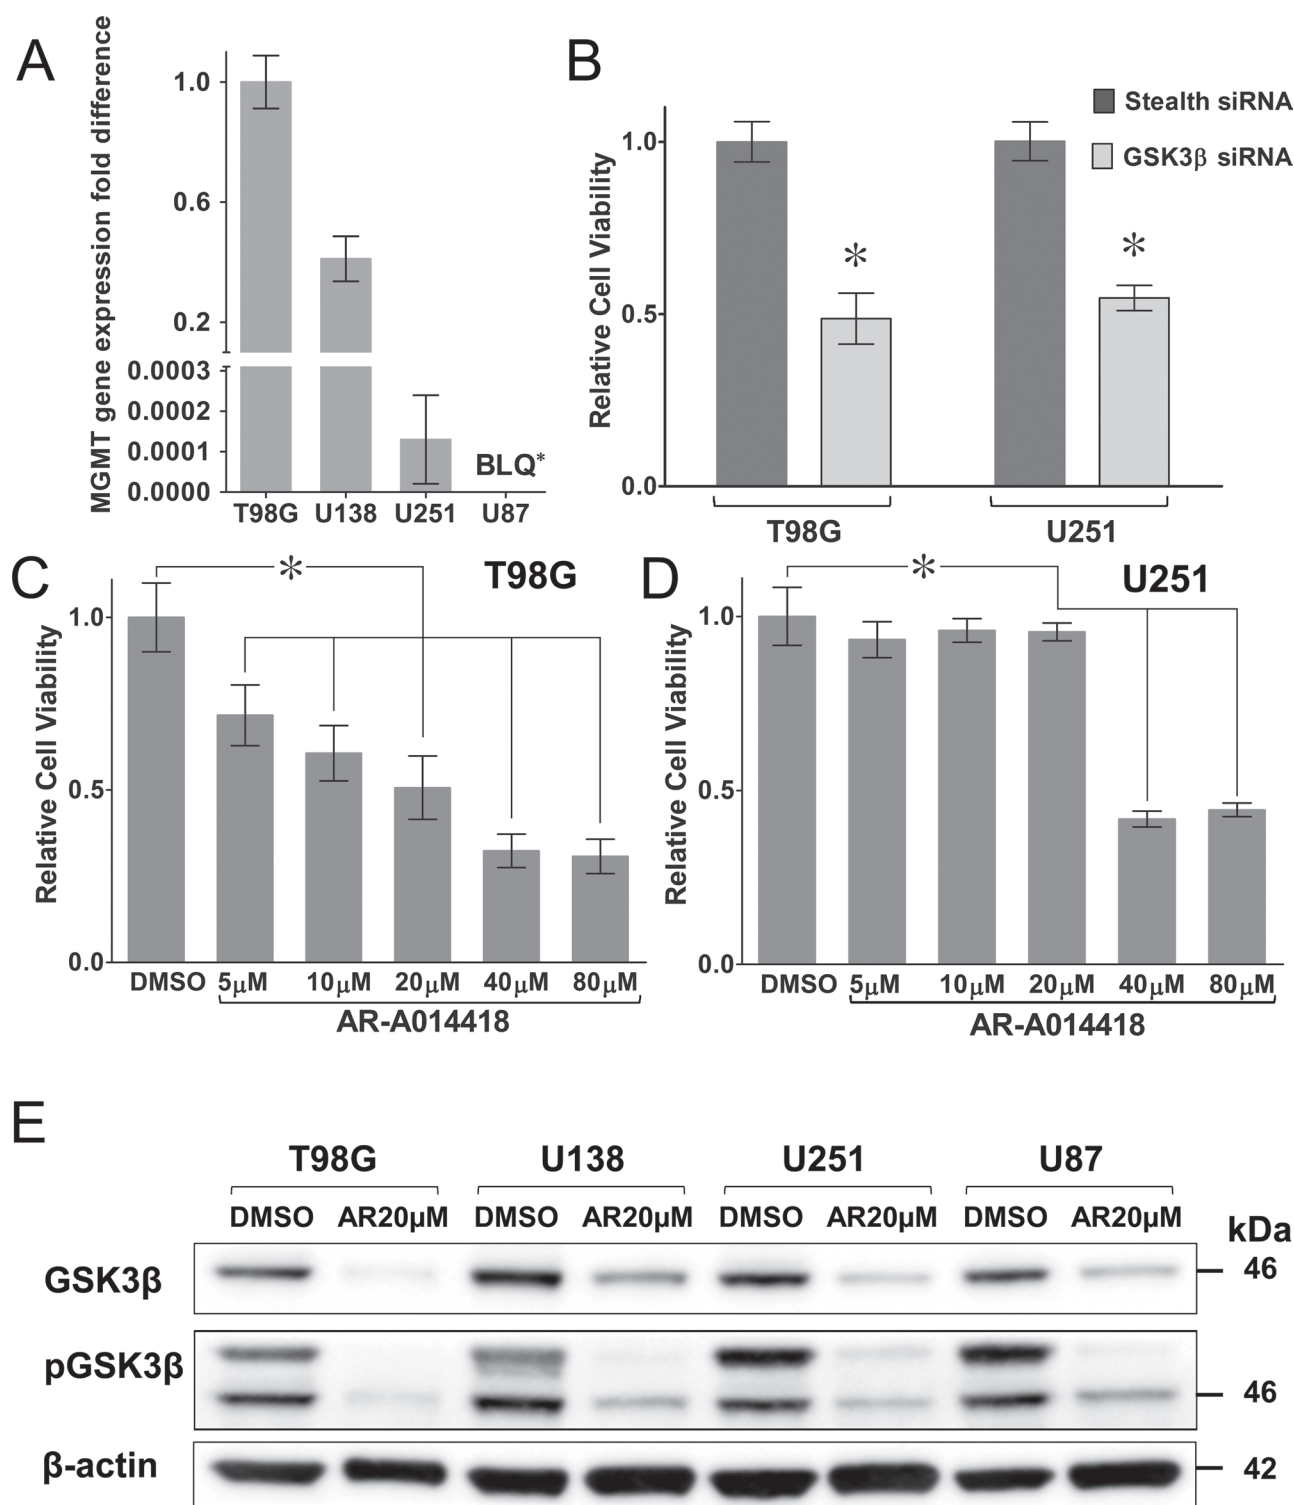 A
MGMT gene expression fold difference
1.0
0.6
0.2
0.0003
0.0002
0.0001
0.0000
BLQ*
T98G U138 U251 U87
B
Relative Cell Viability
1.0
0.5
0.0
*
*
Stealth siRNA
GSK3β siRNA
T98G U251
C
T98G
*
Relative Cell Viability
1.0
0.5
0.0
DMSO 5μM 10μM 20μM 40μM 80μM
AR-A014418
D
U251
*
Relative Cell Viability
1.0
0.5
0.0
DMSO 5μM 10μM 20μM 40μM 80μM
AR-A014418
E
T98G U138 U251 U87
DMSO AR20μM DMSO AR20μM DMSO AR20μM DMSO AR20μM
kDa
GSK3β 46
pGSK3β
46
β-actin 42